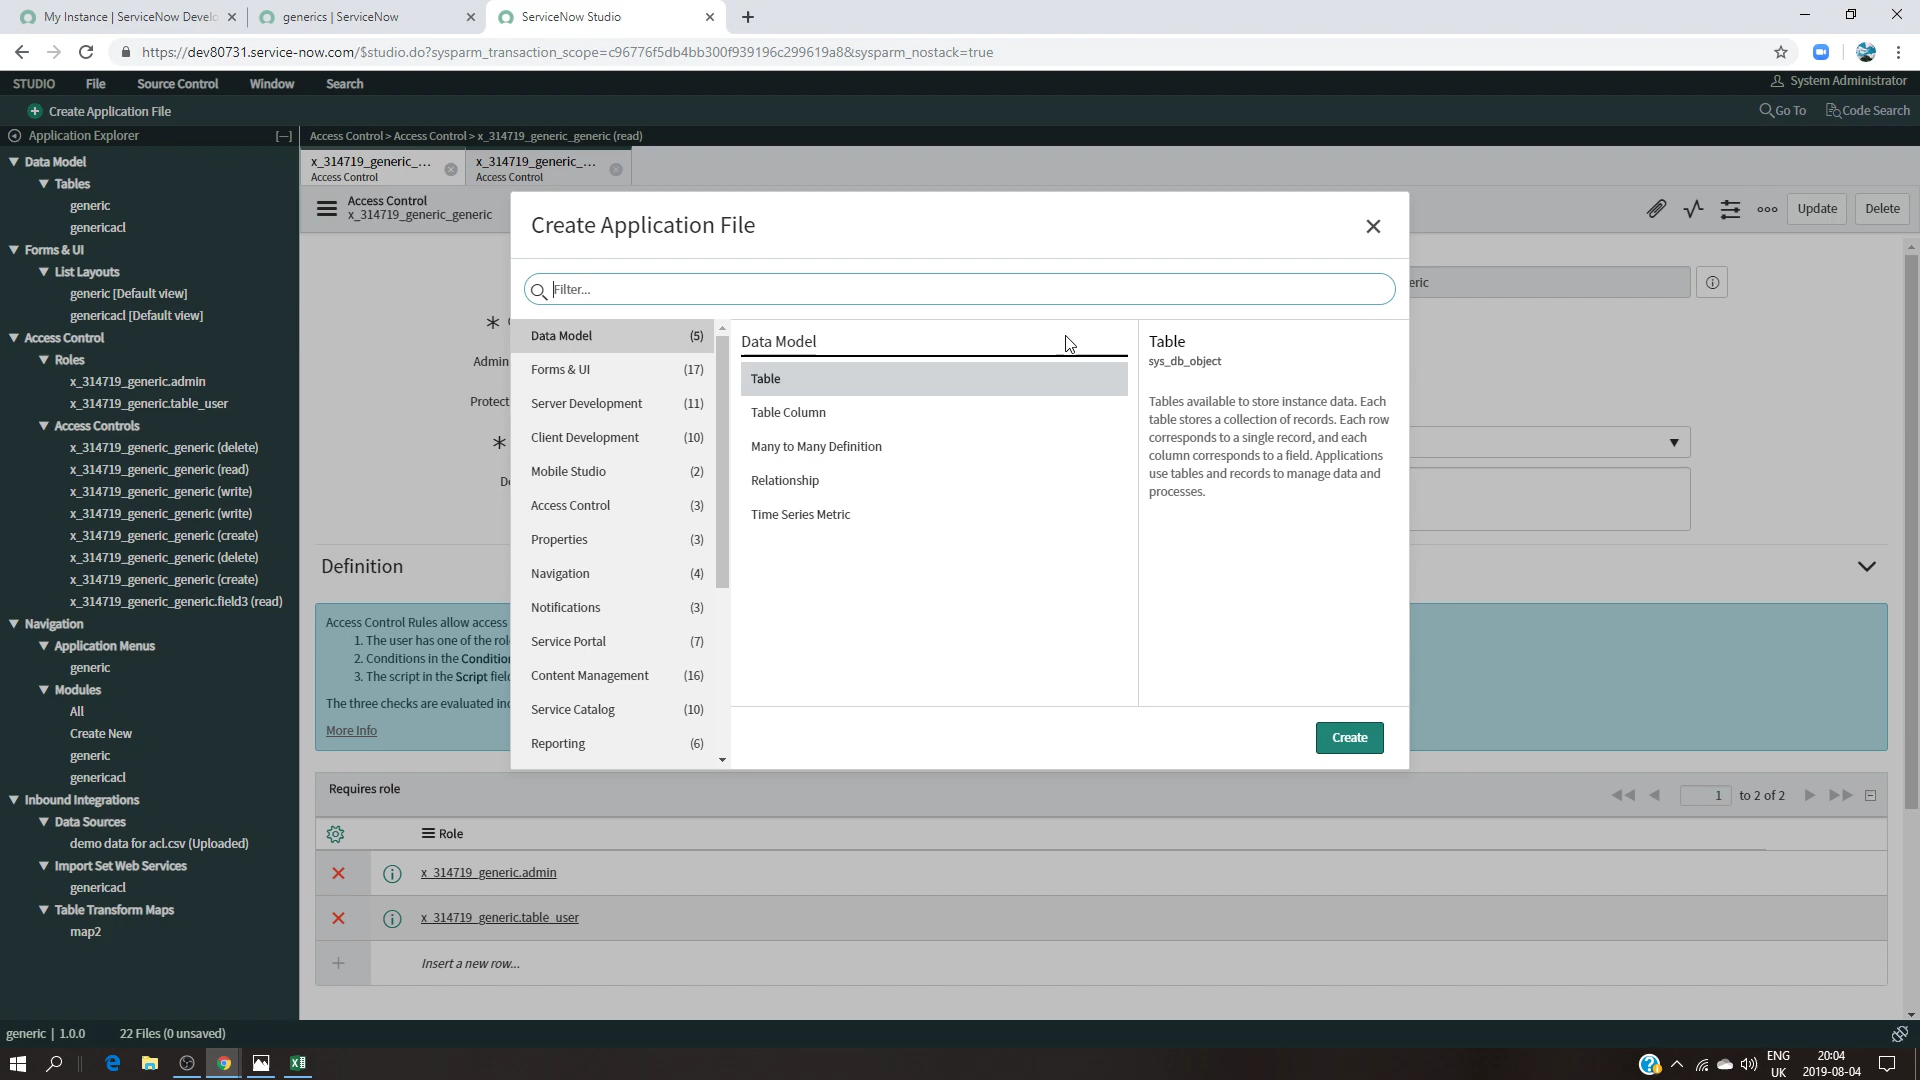 My Instance | ServiceNow Develo
generics | ServiceNow
ServiceNow Studio
https://dev80731.service-now.com/$studio.do?sysparm_transaction_scope=c96776f5db4bb300f939196c299619a8&sysparm_nostack=true
STUDIO File Source Control Window Search
System Administrator
Create Application File
Go To Code Search
Application Explorer [—]
Access Control > Access Control > x_314719_generic_generic (read)
Data Model
Tables
generic
genericacl
Forms & UI
List Layouts
generic [Default view]
genericacl [Default view]
Access Control
Roles
x_314719_generic.admin
x_314719_generic.table_user
Access Controls
x_314719_generic_generic (delete)
x_314719_generic_generic (read)
x_314719_generic_generic (write)
x_314719_generic_generic (write)
x_314719_generic_generic (create)
x_314719_generic_generic (delete)
x_314719_generic_generic (create)
x_314719_generic_generic.field3 (read)
Navigation
Application Menus
generic
Modules
All
Create New
generic
genericacl
Inbound Integrations
Data Sources
demo data for acl.csv (Uploaded)
Import Set Web Services
genericacl
Table Transform Maps
map2
x_314719_generic_...
Access Control
x_314719_generic_...
Access Control
Access Control
x_314719_generic_generic
Update Delete
Admin
Protect
De
eric
Definition
Access Control Rules allow access
1. The user has one of the rol
2. Conditions in the Condition
3. The script in the Script field
The three checks are evaluated in
More Info
Create Application File
Filter...
Data Model (5)
Forms & UI (17)
Server Development (11)
Client Development (10)
Mobile Studio (2)
Access Control (3)
Properties (3)
Navigation (4)
Notifications (3)
Service Portal (7)
Content Management (16)
Service Catalog (10)
Reporting (6)
Data Model
Table
Table Column
Many to Many Definition
Relationship
Time Series Metric
Table
sys_db_object
Tables available to store instance data. Each
table stores a collection of records. Each row
corresponds to a single record, and each
column corresponds to a field. Applications
use tables and records to manage data and
processes.
Create
Requires role
1 to 2 of 2
Role
x_314719_generic.admin
x_314719_generic.table_user
Insert a new row...
generic | 1.0.0 22 Files (0 unsaved)
ENG
UK
20:04
2019-08-04